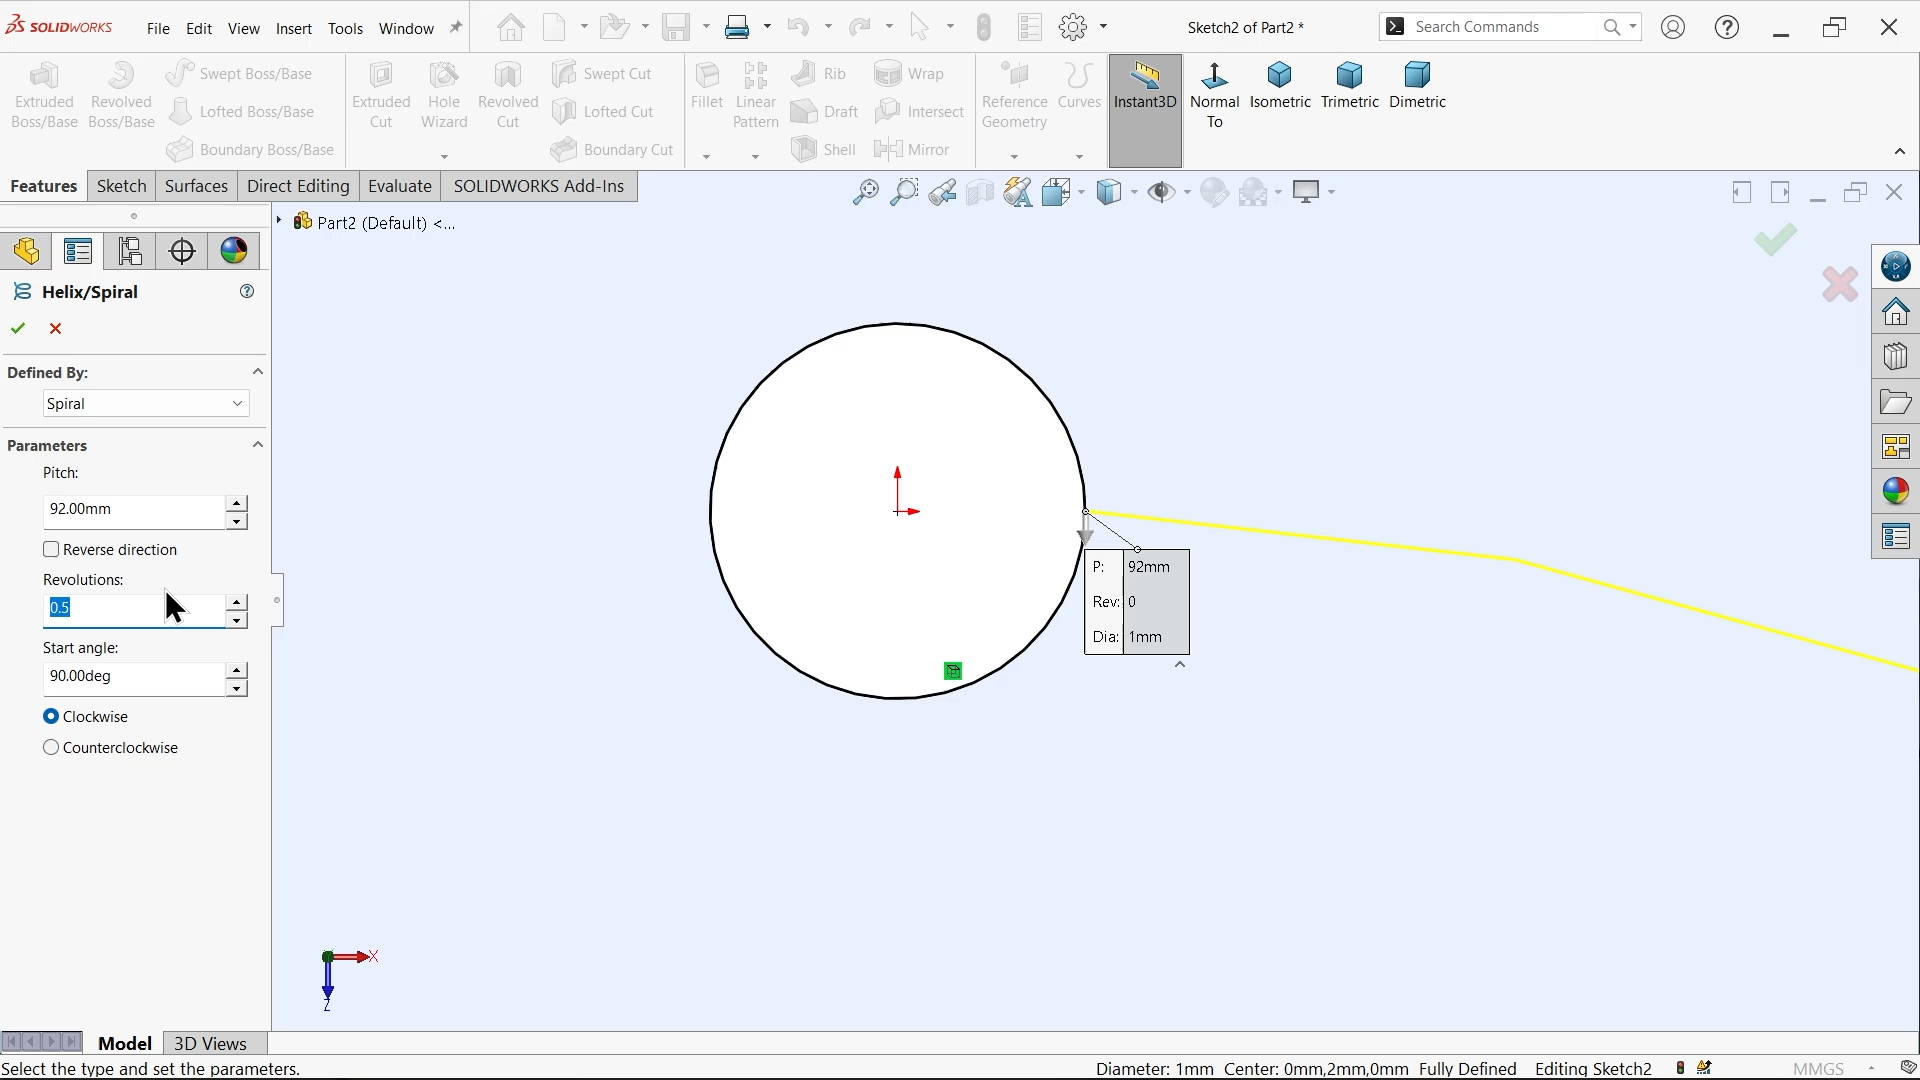 SOLIDWORKS File Edit View Insert Tools Window Sketch2 of Part2 * Search Commands
Extruded Boss/Base
Revolved Boss/Base
Swept Boss/Base
Lofted Boss/Base
Boundary Boss/Base
Extruded Cut
Hole Wizard
Revolved Cut
Swept Cut
Lofted Cut
Boundary Cut
Fillet
Linear Pattern
Rib
Draft
Shell
Wrap
Intersect
Mirror
Reference Geometry
Curves
Instant3D
Normal To
Isometric
Trimetric
Dimetric
Features Sketch Surfaces Direct Editing Evaluate SOLIDWORKS Add-Ins
Part2 (Default) <...
Helix/Spiral
Defined By:
Spiral
Parameters
Pitch:
92.00mm
Reverse direction
Revolutions:
0.5
Start angle:
90.00deg
Clockwise
Counterclockwise
P: 92mm
Rev: 0
Dia: 1mm
X
Z
Model 3D Views
Select the type and set the parameters. Diameter: 1mm Center: 0mm,2mm,0mm Fully Defined Editing Sketch2 MMGS